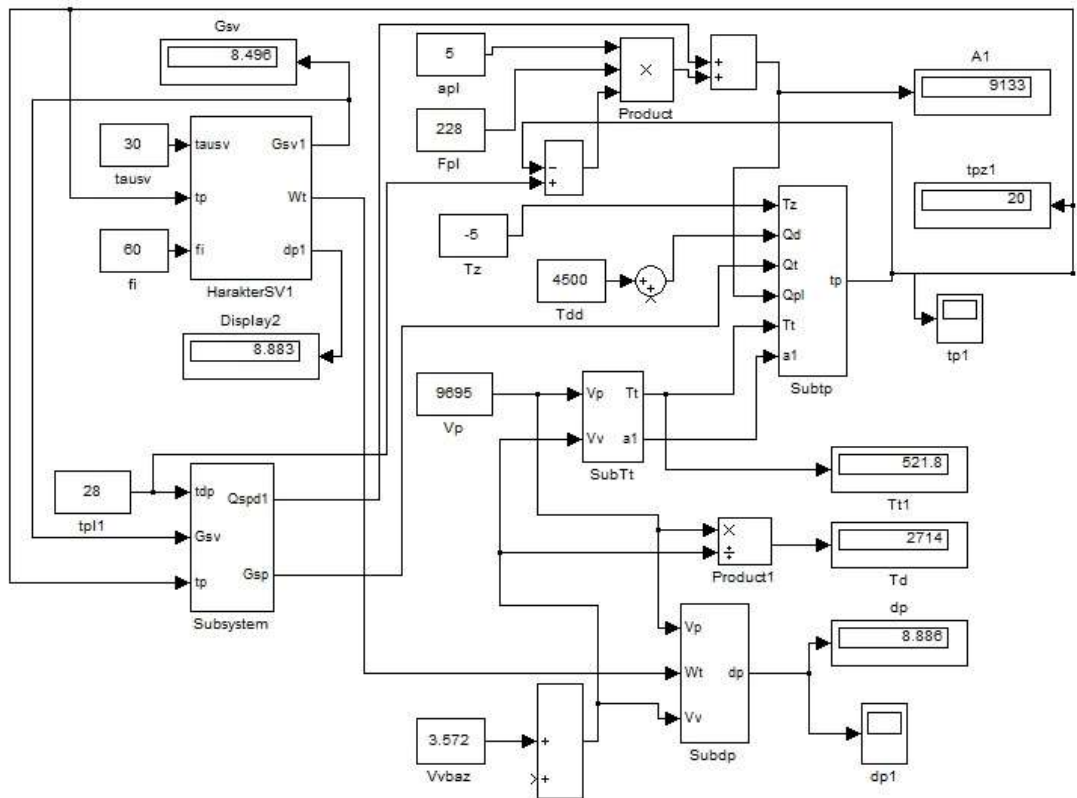 Gsv
8.496
5
apl
228
Fpl
×
Product
+
+
A1
9133
tpz1
20
30
tausv
60
fi
tausv
tp
fi
Gsv1
Wt
dp1
HarakterSV1
−
+
-5
Tz
4500
Tdd
+
+
Tz
Qd
Qt
Qpl
Tt
a1
tp
Subtp
tp1
Display2
8.883
9695
Vp
Vp
Vv
Tt
a1
SubTt
521.8
Tt1
28
tpl1
tdp
Gsv
tp
Qspd1
Gsp
Subsystem
×
÷
Product1
2714
Td
dp
8.886
Vp
Wt
Vv
dp
Subdp
dp1
3.572
Vvbaz
+
+